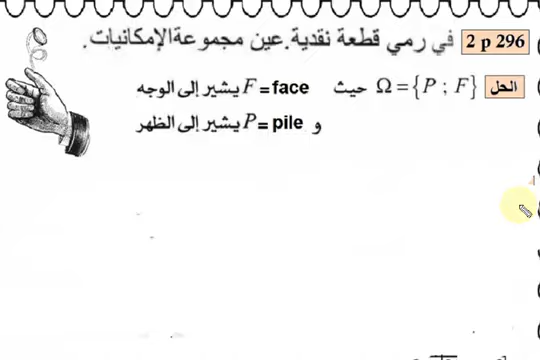 2 p 296 في رمي قطعة نقدية.عين مجموعة الإمكانيات.
الحل Ω = {P ; F} حيث F = face يشير إلى الوجه
و P = pile يشير إلى الظهر